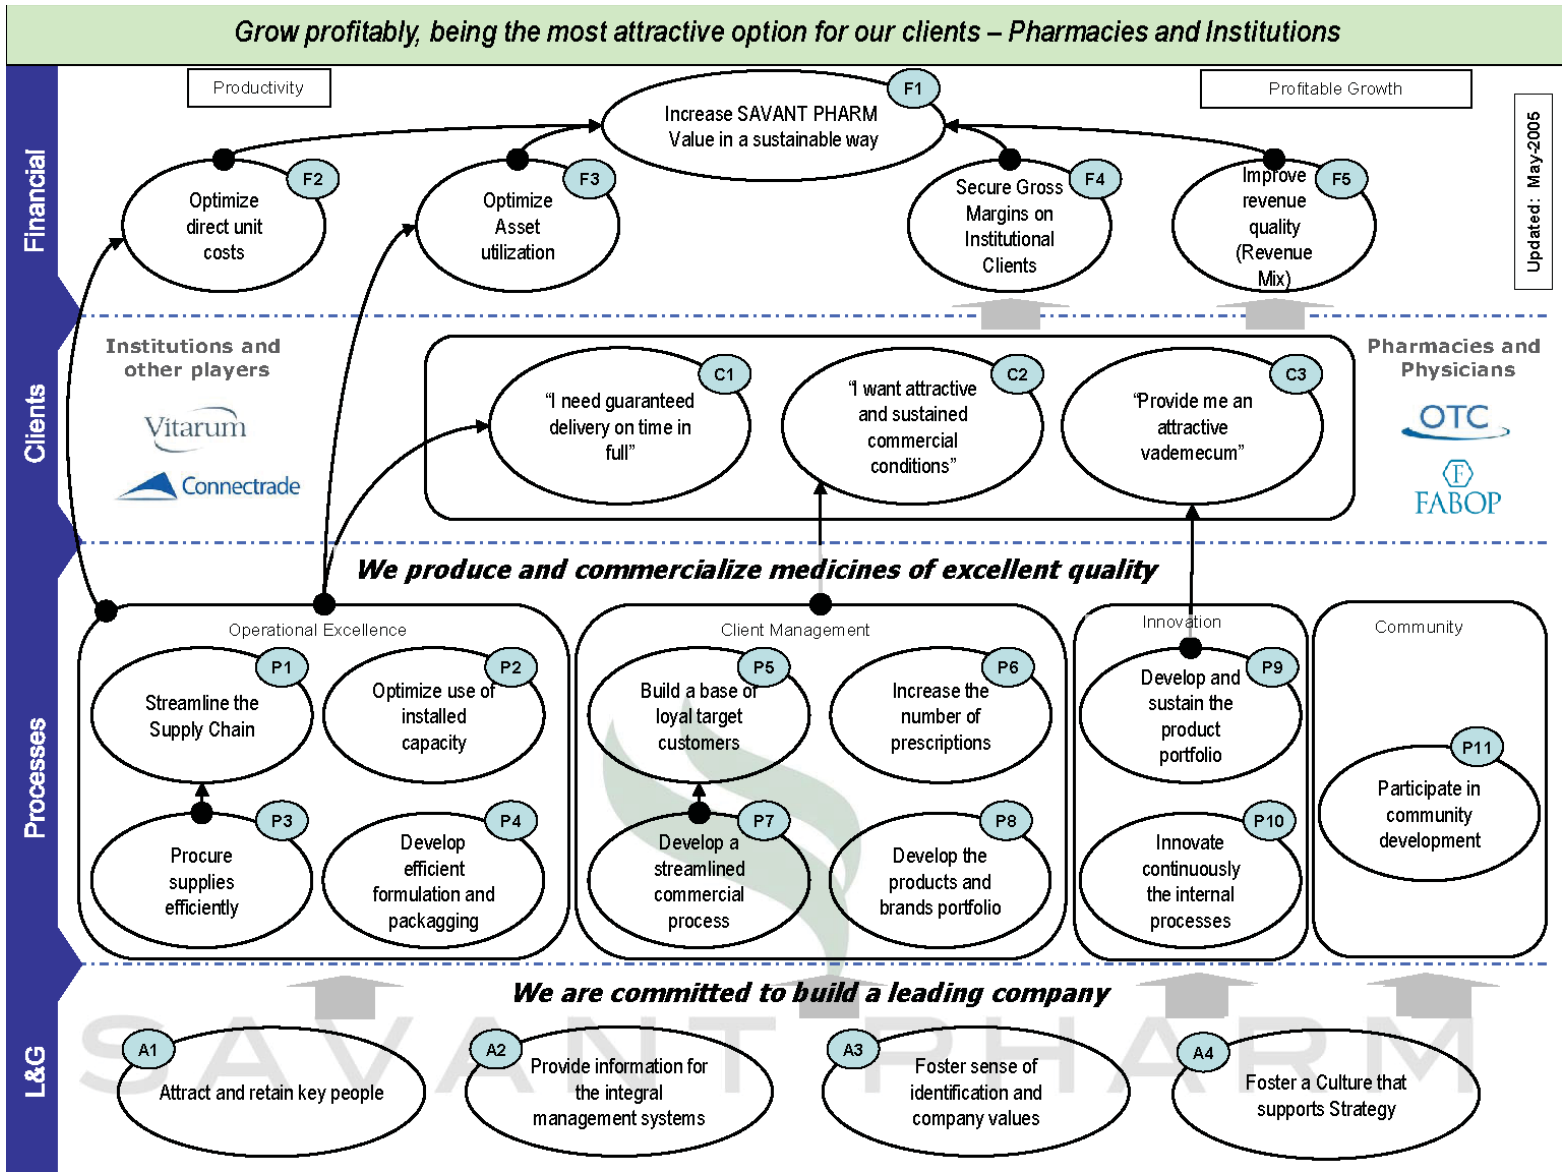 Grow profitably, being the most attractive option for our clients – Pharmacies and Institutions
Financial
Productivity
Profitable Growth
Updated: May-2005
F1
Increase SAVANT PHARM
Value in a sustainable way
F2
Optimize
direct unit
costs
F3
Optimize
Asset
utilization
F4
Secure Gross
Margins on
Institutional
Clients
F5
Improve
revenue
quality
(Revenue
Mix)
Clients
Institutions and
other players
Vitarum
Connectrade
C1
“I need guaranteed
delivery on time in
full”
C2
“I want attractive
and sustained
commercial
conditions”
C3
“Provide me an
attractive
vademecum”
Pharmacies and
Physicians
OTC
F
FABOP
Processes
We produce and commercialize medicines of excellent quality
Operational Excellence
P1
Streamline the
Supply Chain
P2
Optimize use of
installed
capacity
P3
Procure
supplies
efficiently
P4
Develop
efficient
formulation and
packagging
Client Management
P5
Build a base of
loyal target
customers
P6
Increase the
number of
prescriptions
P7
Develop a
streamlined
commercial
process
P8
Develop the
products and
brands portfolio
Innovation
P9
Develop and
sustain the
product
portfolio
P10
Innovate
continuously
the internal
processes
Community
P11
Participate in
community
development
L&G
We are committed to build a leading company
SAVANT PHARM
A1
Attract and retain key people
A2
Provide information for
the integral
management systems
A3
Foster sense of
identification and
company values
A4
Foster a Culture that
supports Strategy